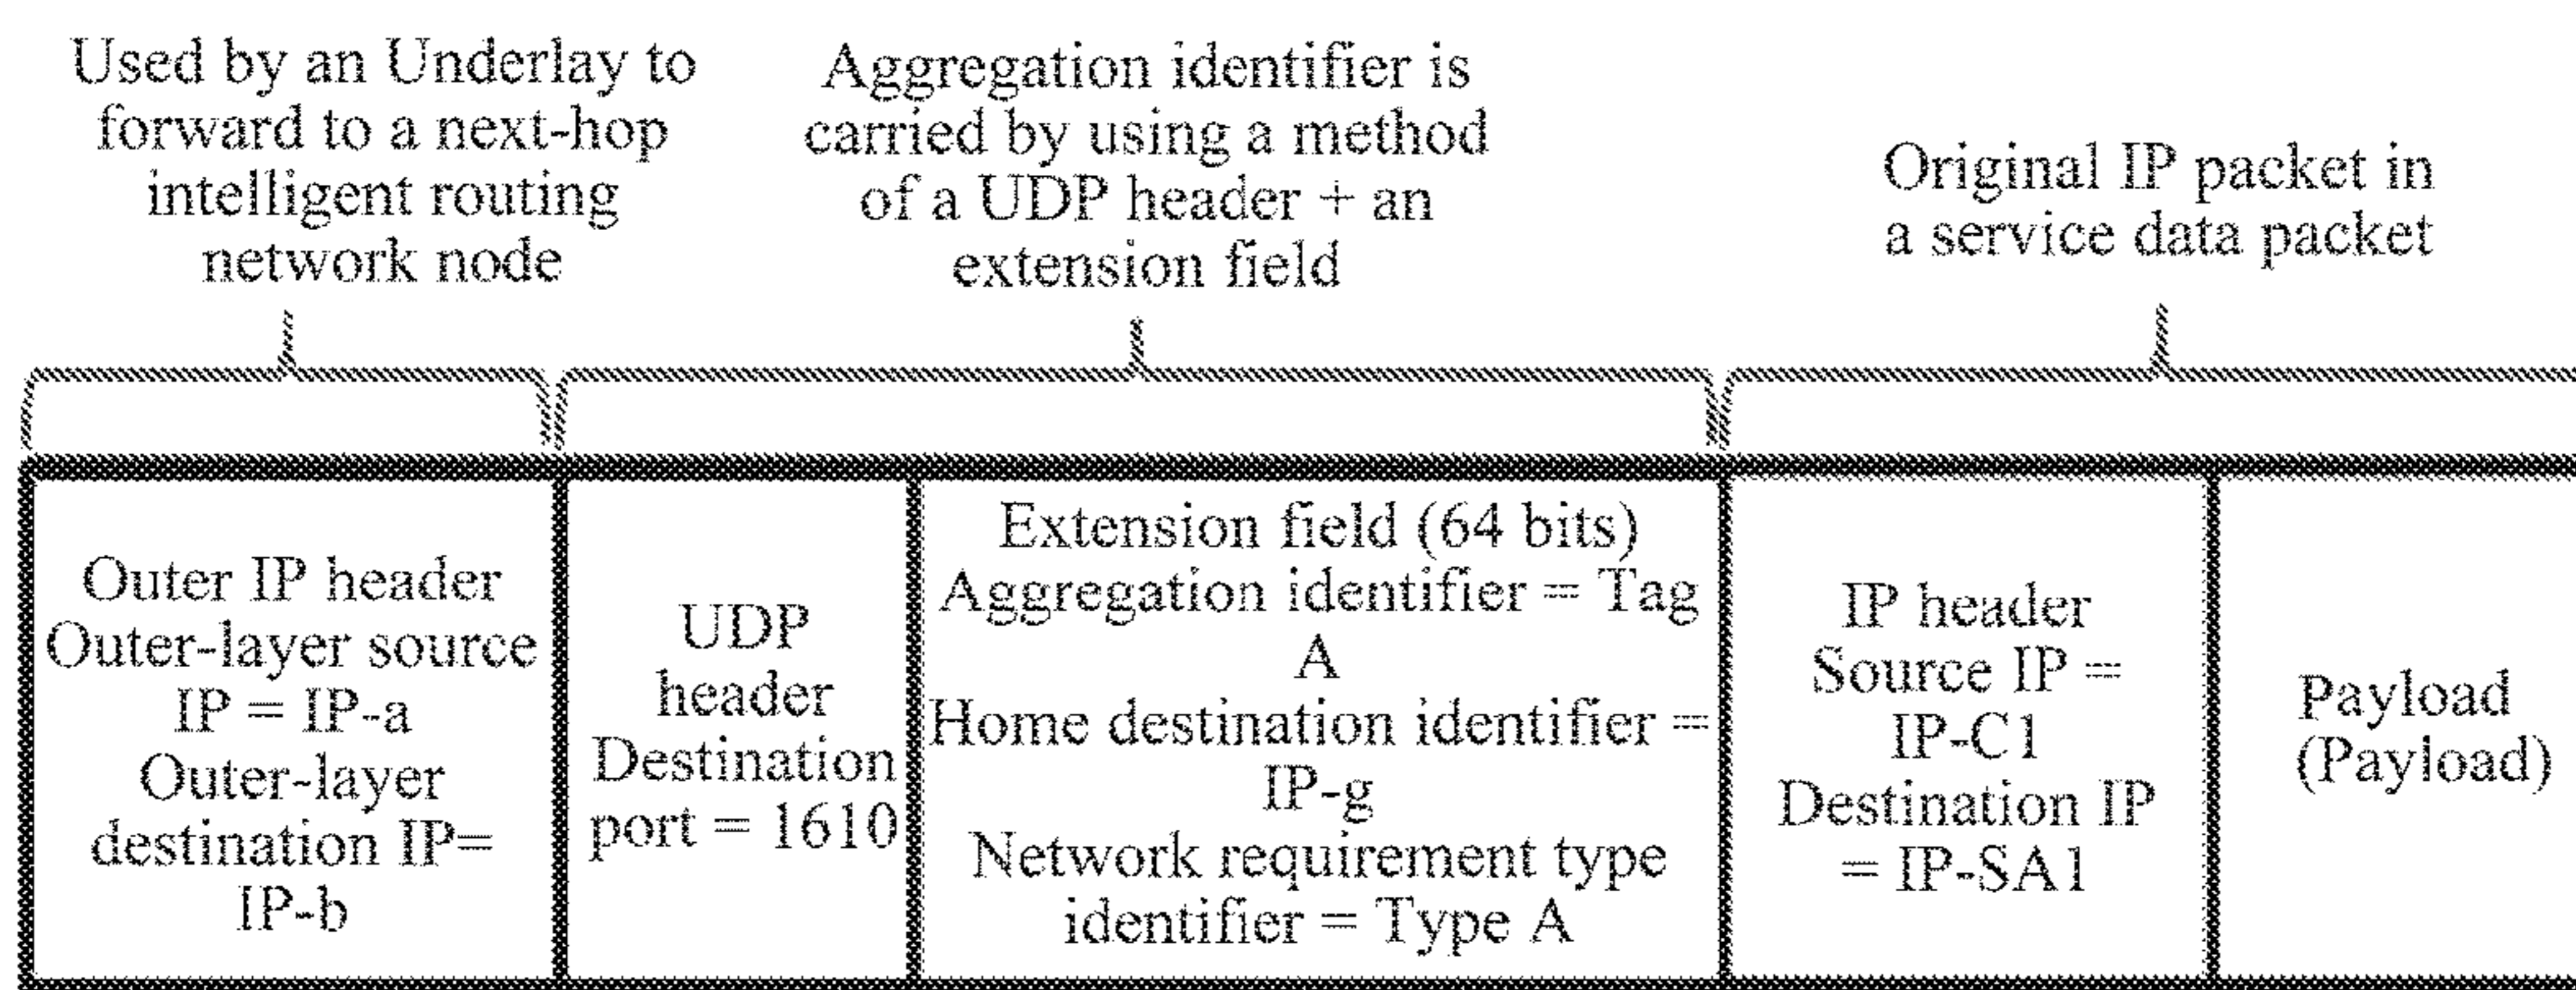 Used by an Underlay to
forward to a next-hop
intelligent routing
network node
Aggregation identifier is
carried by using a method
of a UDP header + an
extension field
Original IP packet in
a service data packet
Outer IP header
Outer-layer source
IP = IP-a
Outer-layer
destination IP=
IP-b
UDP
header
Destination
port = 1610
Extension field (64 bits)
Aggregation identifier = Tag
A
Home destination identifier =
IP-g
Network requirement type
identifier = Type A
IP header
Source IP =
IP-C1
Destination IP
= IP-SA1
Payload
(Payload)